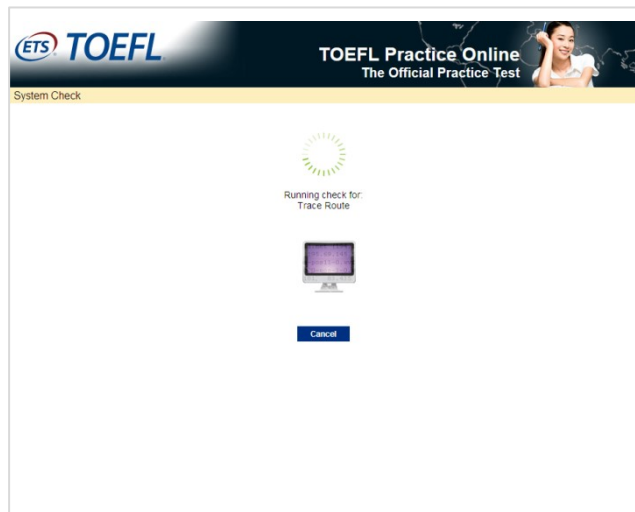 ETS TOEFL
TOEFL Practice Online
The Official Practice Test
System Check
Running check for:
Trace Route
Cancel